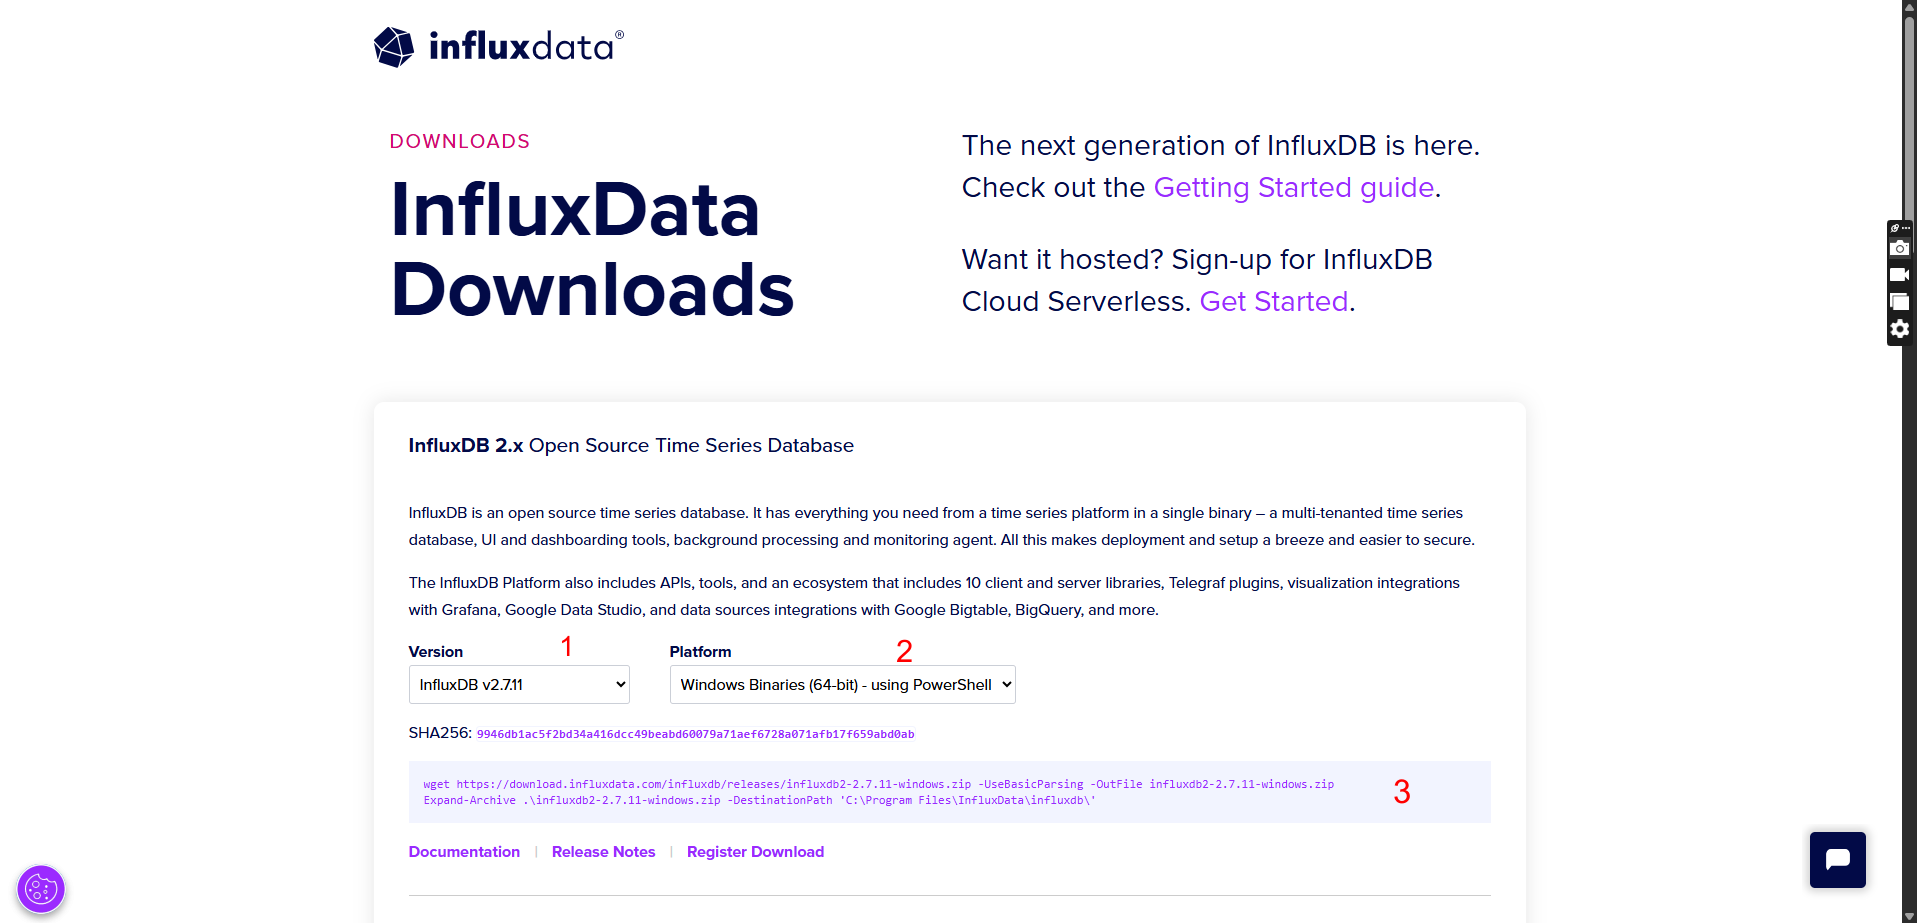 influxdata®
DOWNLOADS
InfluxData
Downloads
The next generation of InfluxDB is here.
Check out the Getting Started guide.
Want it hosted? Sign-up for InfluxDB
Cloud Serverless. Get Started.
InfluxDB 2.x Open Source Time Series Database
InfluxDB is an open source time series database. It has everything you need from a time series platform in a single binary – a multi-tenanted time series
database, UI and dashboarding tools, background processing and monitoring agent. All this makes deployment and setup a breeze and easier to secure.
The InfluxDB Platform also includes APIs, tools, and an ecosystem that includes 10 client and server libraries, Telegraf plugins, visualization integrations
with Grafana, Google Data Studio, and data sources integrations with Google Bigtable, BigQuery, and more.
Version 1 Platform 2
InfluxDB v2.7.11 Windows Binaries (64-bit) - using PowerShell
SHA256: 9946db1ac5f2bd34a416dcc49beabd60079a71aef6728a071afb17f659abd0ab
wget https://download.influxdata.com/influxdb/releases/influxdb2-2.7.11-windows.zip -UseBasicParsing -OutFile influxdb2-2.7.11-windows.zip
Expand-Archive .\influxdb2-2.7.11-windows.zip -DestinationPath 'C:\Program Files\InfluxData\influxdb\'
3
Documentation | Release Notes | Register Download